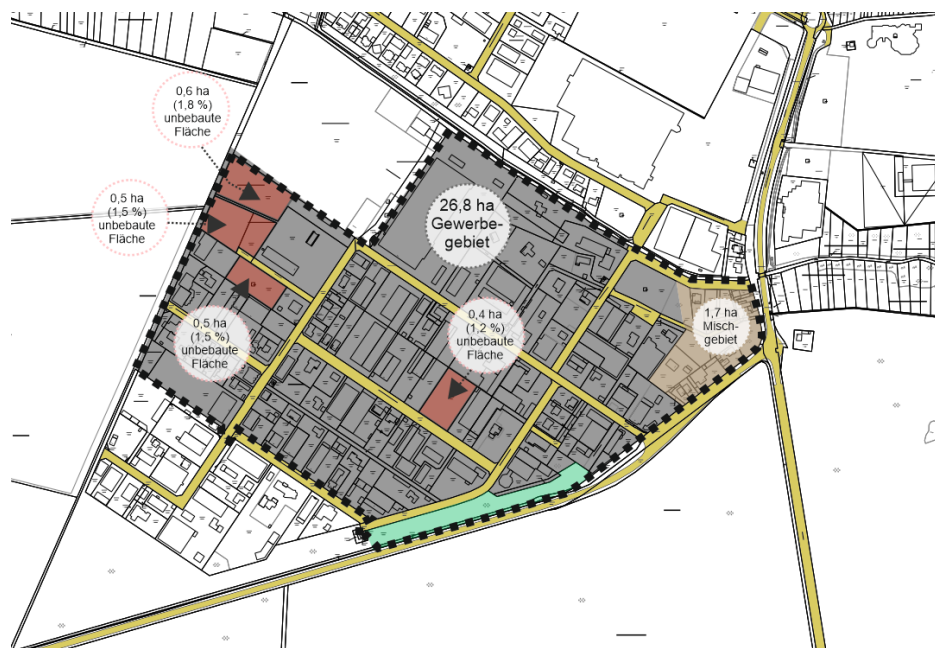 0,6 ha
(1,8 %)
unbebaute
Fläche
0,5 ha
(1,5 %)
unbebaute
Fläche
26,8 ha
Gewerbe-
gebiet
0,5 ha
(1,5 %)
unbebaute
Fläche
0,4 ha
(1,2 %)
unbebaute
Fläche
1,7 ha
Misch-
gebiet